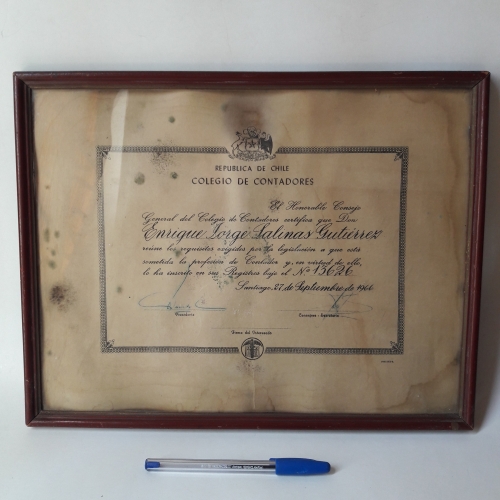 REPUBLICA DE CHILE
COLEGIO DE CONTADORES
El Honorable Consejo
General del Colegio de Contadores certifica que Don
Enrique Jorge Salinas Gutiérrez
reúne los requisitos exigidos por la legislación a que está
sometida la profesión de Contador y, en virtud de ello,
lo ha inscrito en sus Registros bajo el Nº 13626
Santiago, 27 de Septiembre de 1966
Presidente
Secretario - Tesorero
Firma del Interesado